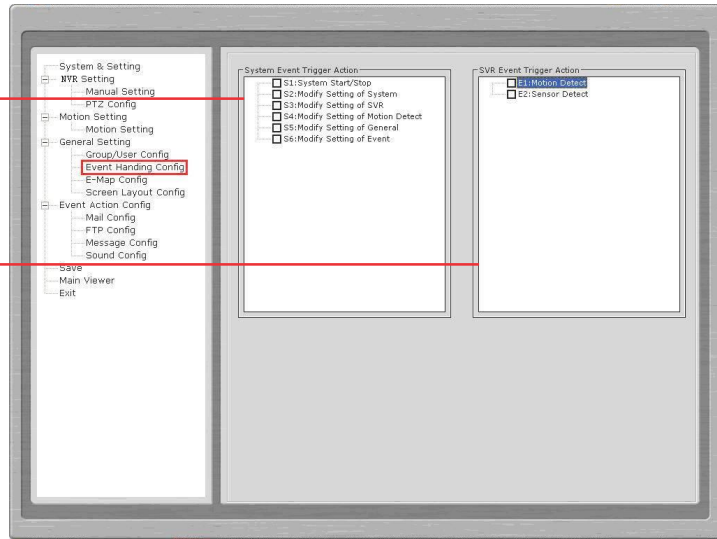 System & Setting
NVR Setting
Manual Setting
PTZ Config
Motion Setting
Motion Setting
General Setting
Group/User Config
Event Handing Config
E-Map Config
Screen Layout Config
Event Action Config
Mail Config
FTP Config
Message Config
Sound Config
Save
Main Viewer
Exit
System Event Trigger Action
S1:System Start/Stop
S2:Modify Setting of System
S3:Modify Setting of SVR
S4:Modify Setting of Motion Detect
S5:Modify Setting of General
S6:Modify Setting of Event
SVR Event Trigger Action
E1:Motion Detect
E2:Sensor Detect